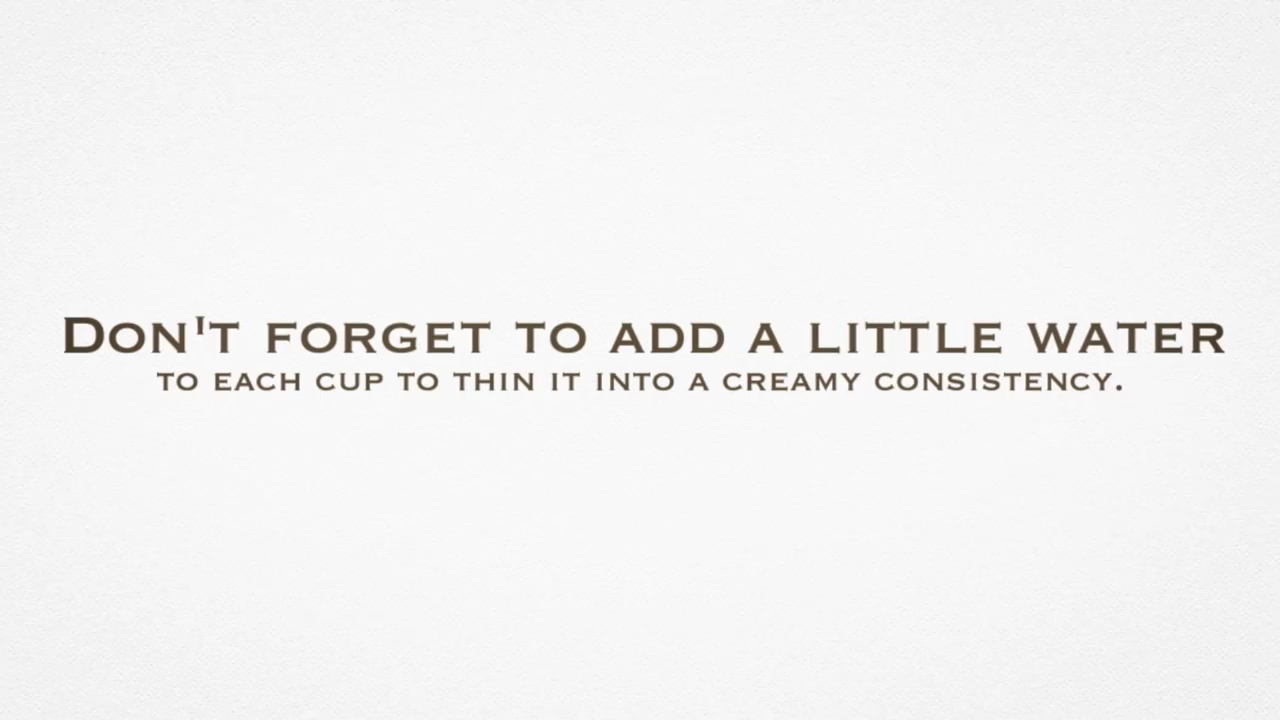 Don't forget to add a little water
to each cup to thin it into a creamy consistency.